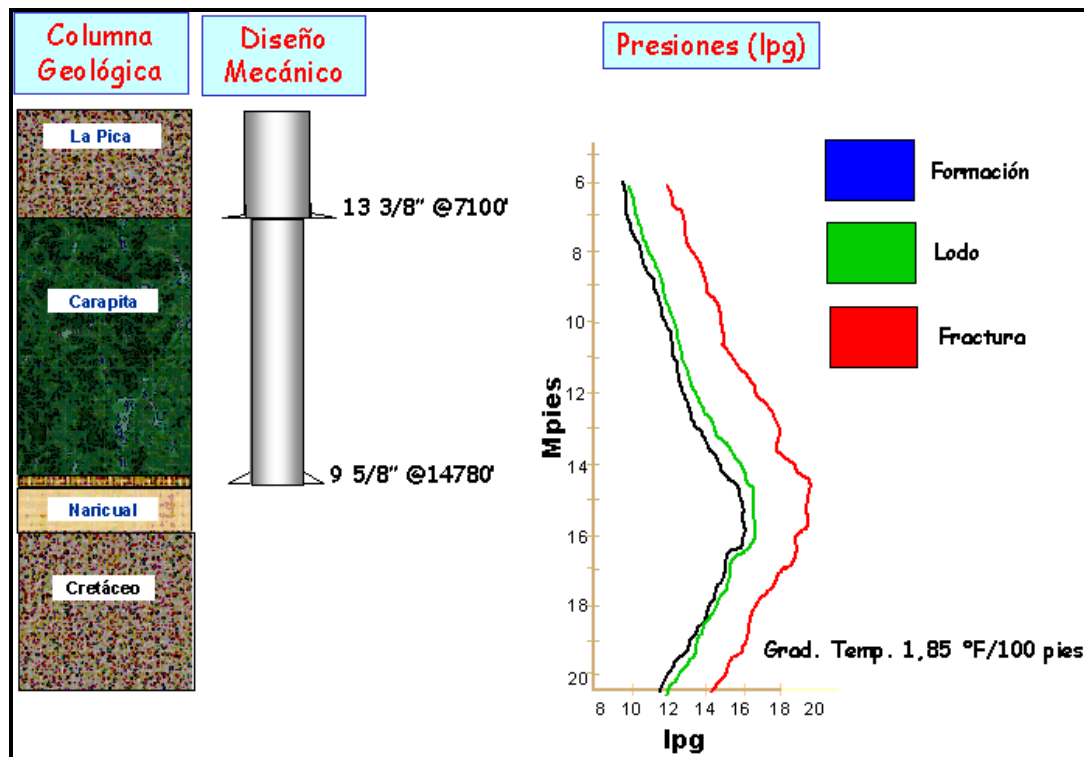 Columna
Geológica
Diseño
Mecánico
Presiones (lpg)
La Pica
13 3/8" @7100'
Carapita
9 5/8" @14780'
Naricual
Cretáceo
Formación
Lodo
Fractura
Mpies
6
8
10
12
14
16
18
20
8 10 12 14 16 18 20
lpg
Grad. Temp. 1,85 °F/100 pies